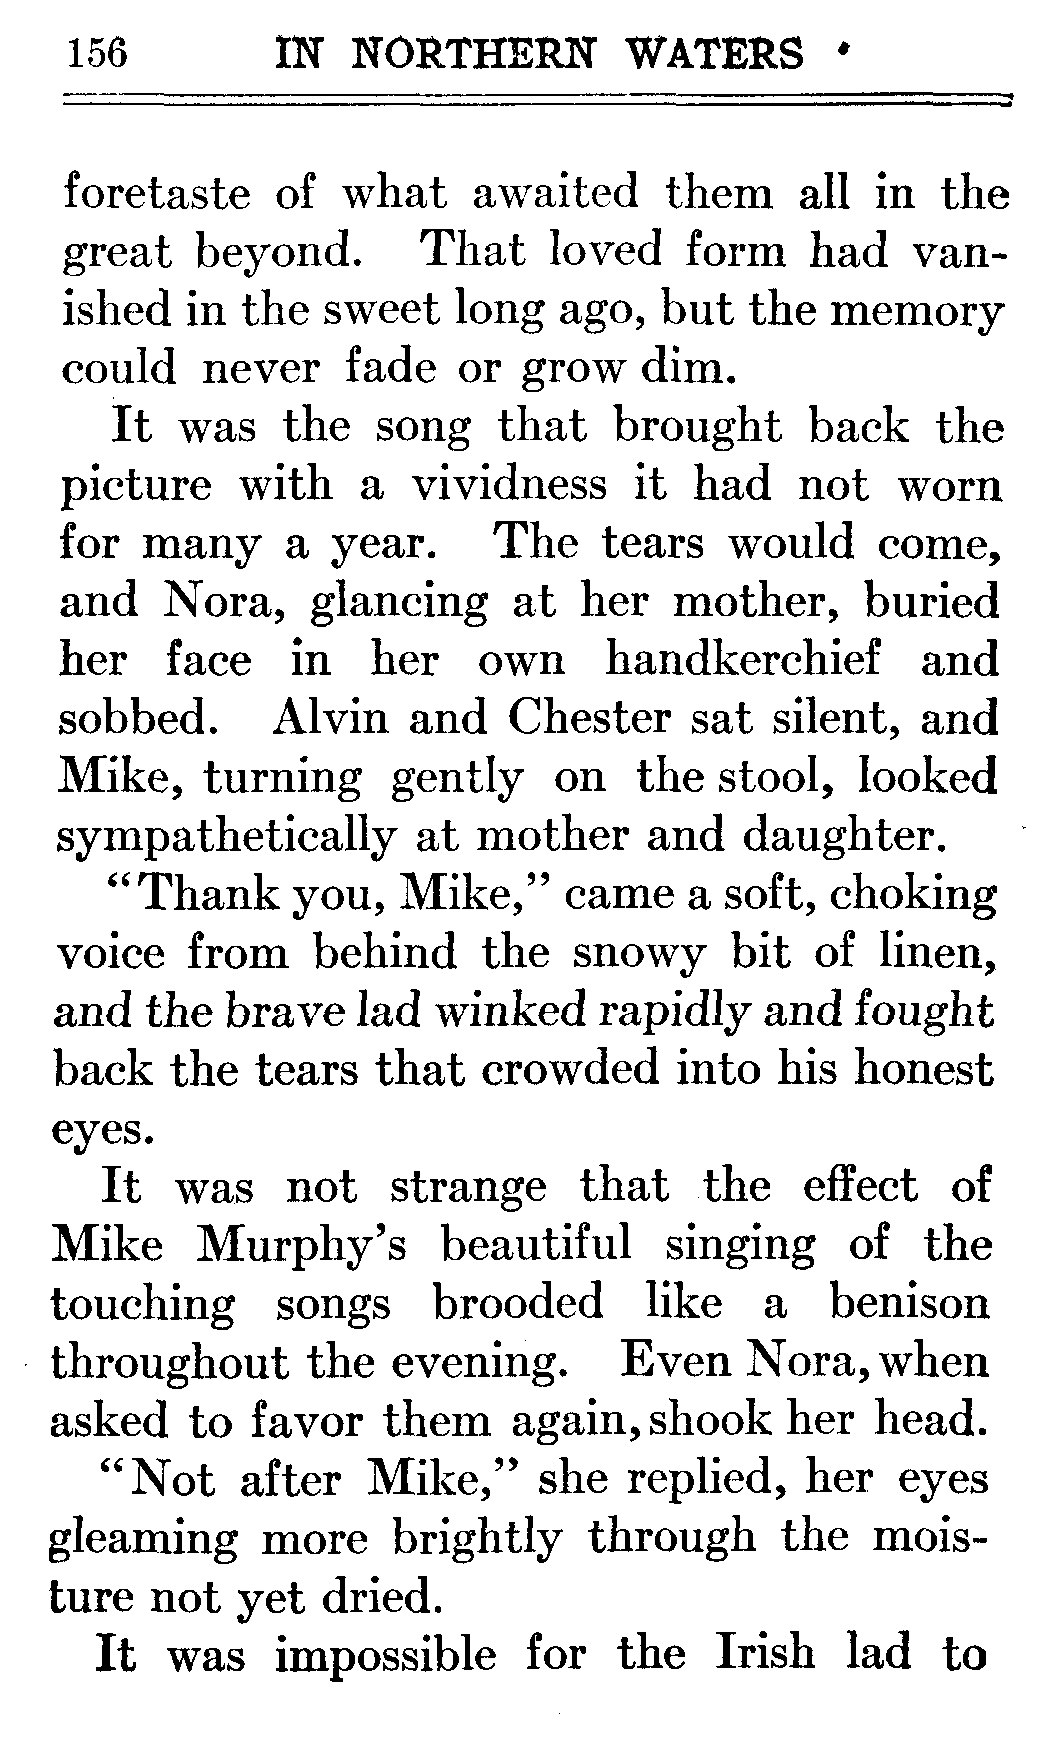 156 IN NORTHERN WATERS
foretaste of what awaited them all in the
great beyond. That loved form had van-
ished in the sweet long ago, but the memory
could never fade or grow dim.
It was the song that brought back the
picture with a vividness it had not worn
for many a year. The tears would come,
and Nora, glancing at her mother, buried
her face in her own handkerchief and
sobbed. Alvin and Chester sat silent, and
Mike, turning gently on the stool, looked
sympathetically at mother and daughter.
“Thank you, Mike,” came a soft, choking
voice from behind the snowy bit of linen,
and the brave lad winked rapidly and fought
back the tears that crowded into his honest
eyes.
It was not strange that the effect of
Mike Murphy’s beautiful singing of the
touching songs brooded like a benison
throughout the evening. Even Nora, when
asked to favor them again, shook her head.
“Not after Mike,” she replied, her eyes
gleaming more brightly through the mois-
ture not yet dried.
It was impossible for the Irish lad to